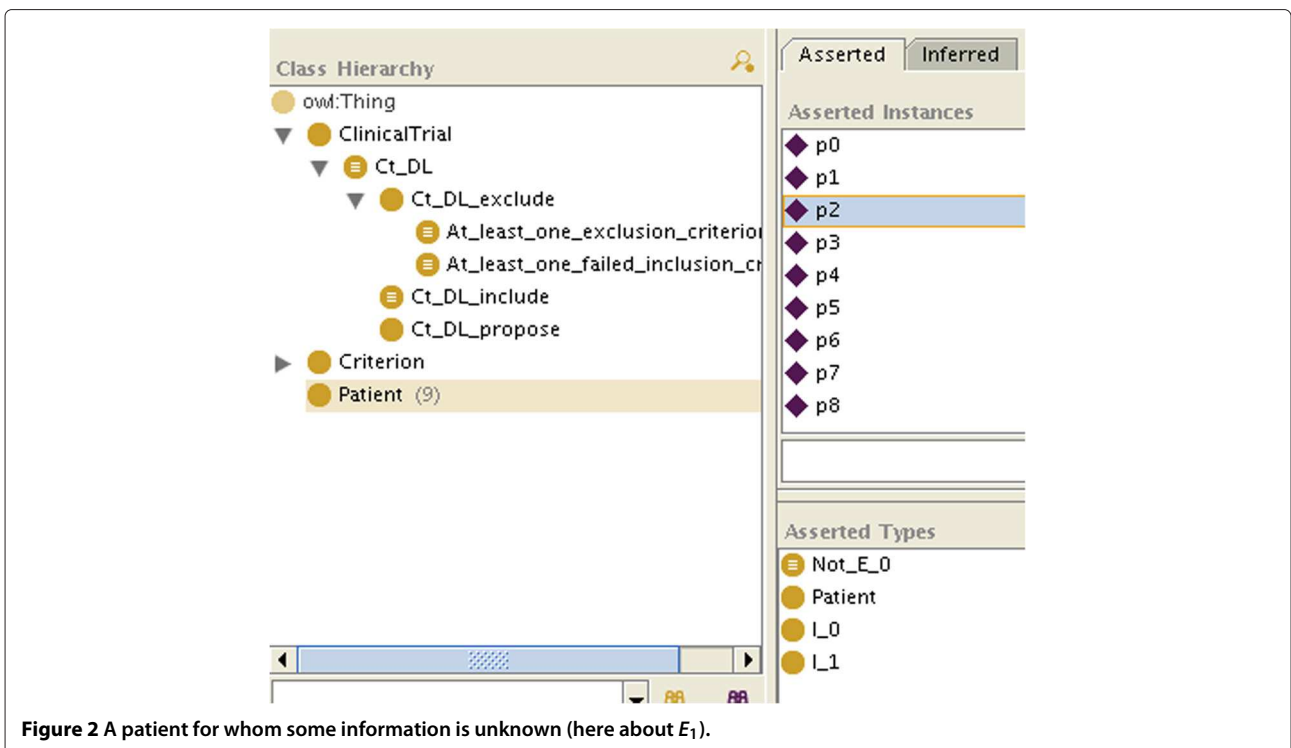 Class Hierarchy
owl:Thing
ClinicalTrial
Ct_DL
Ct_DL_exclude
At_least_one_exclusion_criterion
At_least_one_failed_inclusion_cr
Ct_DL_include
Ct_DL_propose
Criterion
Patient (9)
Asserted Inferred
Asserted Instances
p0
p1
p2
p3
p4
p5
p6
p7
p8
Asserted Types
Not_E_0
Patient
I_0
I_1
Figure 2 A patient for whom some information is unknown (here about E1).